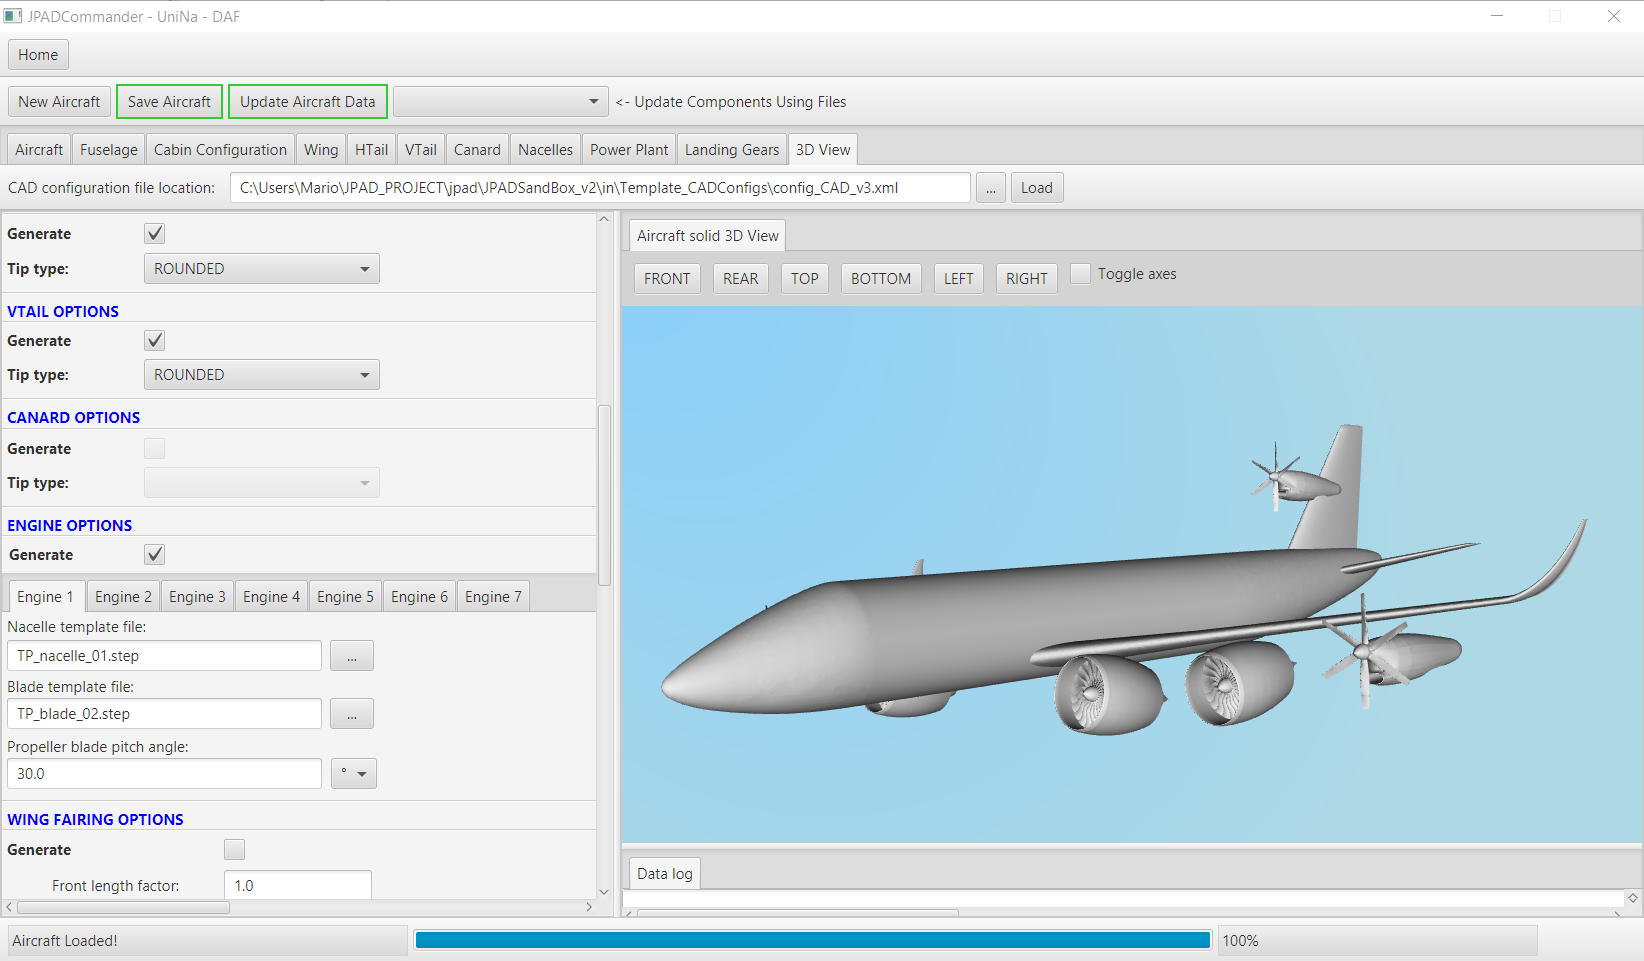 JPADCommander - UniNa - DAF
Home
New Aircraft Save Aircraft Update Aircraft Data <- Update Components Using Files
Aircraft Fuselage Cabin Configuration Wing HTail VTail Canard Nacelles Power Plant Landing Gears 3D View
CAD configuration file location: C:\Users\Mario\JPAD_PROJECT\jpad\JPADSandBox_v2\in\Template_CADConfigs\config_CAD_v3.xml ... Load
Generate
Tip type: ROUNDED
VTAIL OPTIONS
Generate
Tip type: ROUNDED
CANARD OPTIONS
Generate
Tip type:
ENGINE OPTIONS
Generate
Engine 1 Engine 2 Engine 3 Engine 4 Engine 5 Engine 6 Engine 7
Nacelle template file:
TP_nacelle_01.step ...
Blade template file:
TP_blade_02.step ...
Propeller blade pitch angle:
30.0 °
WING FAIRING OPTIONS
Generate
Front length factor: 1.0
Aircraft solid 3D View
FRONT REAR TOP BOTTOM LEFT RIGHT Toggle axes
Data log
Aircraft Loaded! 100%